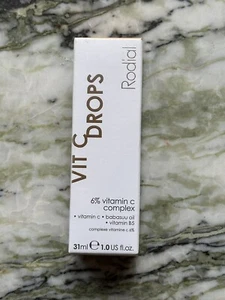 VIT C
DROPS
Rodial
6% vitamin c
complex
• vitamin c • babassu oil
• vitamin B5
complexe vitamine c 6%
31ml ℮ 1.0 US fl.oz.